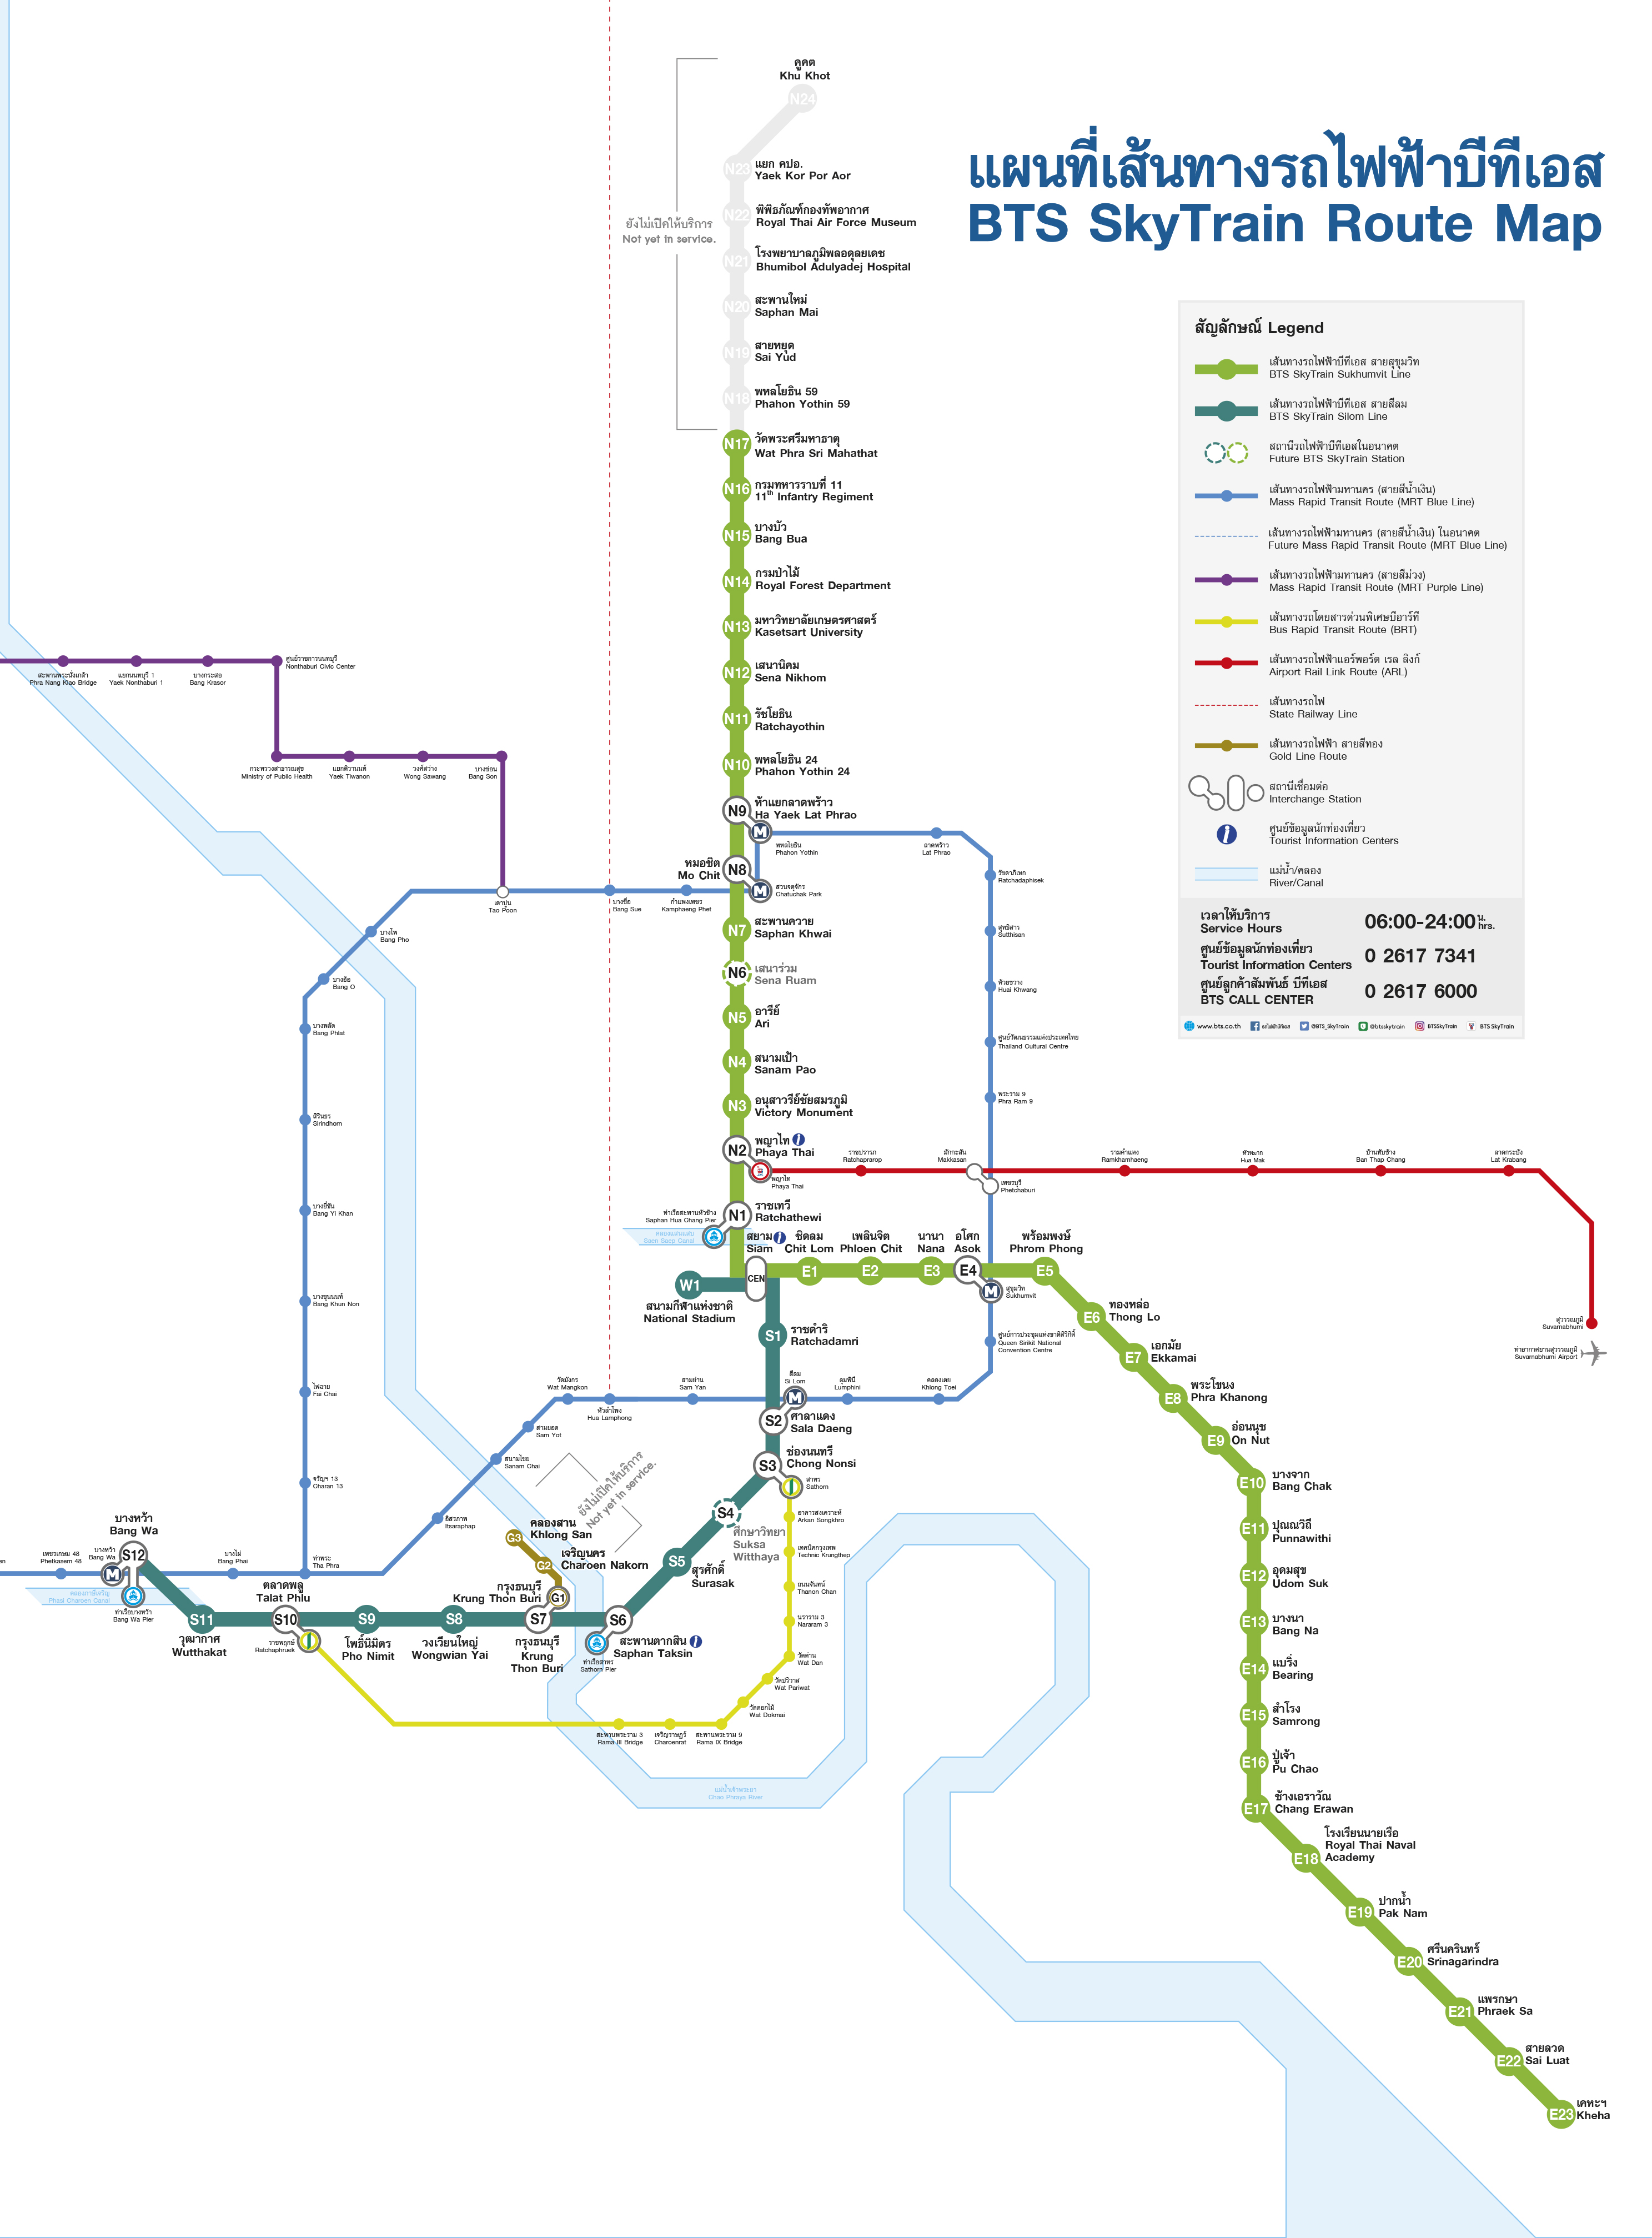 แผนที่เส้นทางรถไฟฟ้าบีทีเอส
BTS SkyTrain Route Map
คูคต
Khu Khot
N24
N23
แยก คปอ.
Yaek Kor Por Aor
N22
พิพิธภัณฑ์กองทัพอากาศ
Royal Thai Air Force Museum
ยังไม่เปิดให้บริการ
Not yet in service.
N21
โรงพยาบาลภูมิพลอดุลยเดช
Bhumibol Adulyadej Hospital
N20
สะพานใหม่
Saphan Mai
N19
สายหยุด
Sai Yud
N18
พหลโยธิน 59
Phahon Yothin 59
N17
วัดพระศรีมหาธาตุ
Wat Phra Sri Mahathat
N16
กรมทหารราบที่ 11
11th Infantry Regiment
N15
บางบัว
Bang Bua
N14
กรมป่าไม้
Royal Forest Department
N13
มหาวิทยาลัยเกษตรศาสตร์
Kasetsart University
N12
เสนานิคม
Sena Nikhom
N11
รัชโยธิน
Ratchayothin
N10
พหลโยธิน 24
Phahon Yothin 24
N9
ห้าแยกลาดพร้าว
Ha Yaek Lat Phrao
M
พหลโยธิน
Phahon Yothin
ลาดพร้าว
Lat Phrao
หมอชิต
Mo Chit
N8
M
สวนจตุจักร
Chatuchak Park
N7
สะพานควาย
Saphan Khwai
N6
เสนาร่วม
Sena Ruam
N5
อารีย์
Ari
N4
สนามเป้า
Sanam Pao
N3
อนุสาวรีย์ชัยสมรภูมิ
Victory Monument
N2
พญาไท i
Phaya Thai
พญาไท
Phaya Thai
N1
ราชเทวี
Ratchathewi
ท่าเรือสะพานหัวช้าง
Saphan Hua Chang Pier
คลองแสนแสบ
Saen Saep Canal
สัญลักษณ์ Legend
เส้นทางรถไฟฟ้าบีทีเอส สายสุขุมวิท
BTS SkyTrain Sukhumvit Line
เส้นทางรถไฟฟ้าบีทีเอส สายสีลม
BTS SkyTrain Silom Line
สถานีรถไฟฟ้าบีทีเอสในอนาคต
Future BTS SkyTrain Station
เส้นทางรถไฟฟ้ามหานคร (สายสีน้ำเงิน)
Mass Rapid Transit Route (MRT Blue Line)
เส้นทางรถไฟฟ้ามหานคร (สายสีน้ำเงิน) ในอนาคต
Future Mass Rapid Transit Route (MRT Blue Line)
เส้นทางรถไฟฟ้ามหานคร (สายสีม่วง)
Mass Rapid Transit Route (MRT Purple Line)
เส้นทางรถโดยสารด่วนพิเศษบีอาร์ที
Bus Rapid Transit Route (BRT)
เส้นทางรถไฟฟ้าแอร์พอร์ต เรล ลิงก์
Airport Rail Link Route (ARL)
เส้นทางรถไฟ
State Railway Line
เส้นทางรถไฟฟ้า สายสีทอง
Gold Line Route
สถานีเชื่อมต่อ
Interchange Station
i
ศูนย์ข้อมูลนักท่องเที่ยว
Tourist Information Centers
แม่น้ำ/คลอง
River/Canal
เวลาให้บริการ
Service Hours
06:00-24:00 น. hrs.
ศูนย์ข้อมูลนักท่องเที่ยว
Tourist Information Centers
0 2617 7341
ศูนย์ลูกค้าสัมพันธ์ บีทีเอส
BTS CALL CENTER
0 2617 6000
www.bts.co.th รถไฟฟ้าบีทีเอส @BTS_SkyTrain @btsskytrain BTSSkyTrain BTS SkyTrain
สะพานพระนั่งเกล้า
Phra Nang Klao Bridge
แยกนนทบุรี 1
Yaek Nonthaburi 1
บางกระสอ
Bang Krasor
ศูนย์ราชการนนทบุรี
Nonthaburi Civic Center
กระทรวงสาธารณสุข
Ministry of Public Health
แยกติวานนท์
Yaek Tiwanon
วงศ์สว่าง
Wong Sawang
บางซ่อน
Bang Son
เตาปูน
Tao Poon
บางซื่อ
Bang Sue
กำแพงเพชร
Kamphaeng Phet
บางโพ
Bang Pho
บางอ้อ
Bang O
บางพลัด
Bang Phlat
สิรินธร
Sirindhorn
บางยี่ขัน
Bang Yi Khan
บางขุนนนท์
Bang Khun Non
ไฟฉาย
Fai Chai
จรัญฯ 13
Charan 13
ท่าพระ
Tha Phra
รัชดาภิเษก
Ratchadaphisek
สุทธิสาร
Sutthisan
ห้วยขวาง
Huai Khwang
ศูนย์วัฒนธรรมแห่งประเทศไทย
Thailand Cultural Centre
พระราม 9
Phra Ram 9
เพชรบุรี
Phetchaburi
ราชปรารภ
Ratchaprarop
มักกะสัน
Makkasan
รามคำแหง
Ramkhamhaeng
หัวหมาก
Hua Mak
บ้านทับช้าง
Ban Thap Chang
ลาดกระบัง
Lat Krabang
สุวรรณภูมิ
Suvarnabhumi
ท่าอากาศยานสุวรรณภูมิ
Suvarnabhumi Airport
สยาม i
Siam
CEN
ชิดลม
Chit Lom
E1
เพลินจิต
Phloen Chit
E2
นานา
Nana
E3
อโศก
Asok
E4
M
สุขุมวิท
Sukhumvit
พร้อมพงษ์
Phrom Phong
E5
ทองหล่อ
Thong Lo
E6
เอกมัย
Ekkamai
E7
พระโขนง
Phra Khanong
E8
อ่อนนุช
On Nut
E9
บางจาก
Bang Chak
E10
ปุณณวิถี
Punnawithi
E11
อุดมสุข
Udom Suk
E12
บางนา
Bang Na
E13
แบริ่ง
Bearing
E14
สำโรง
Samrong
E15
ปู่เจ้า
Pu Chao
E16
ช้างเอราวัณ
Chang Erawan
E17
โรงเรียนนายเรือ
Royal Thai Naval
Academy
E18
ปากน้ำ
Pak Nam
E19
ศรีนครินทร์
Srinagarindra
E20
แพรกษา
Phraek Sa
E21
สายลวด
Sai Luat
E22
เคหะฯ
Kheha
E23
W1
สนามกีฬาแห่งชาติ
National Stadium
S1
ราชดำริ
Ratchadamri
ศูนย์การประชุมแห่งชาติสิริกิติ์
Queen Sirikit National
Convention Centre
คลองเตย
Khlong Toei
ลุมพินี
Lumphini
สีลม
Si Lom
M
S2
ศาลาแดง
Sala Daeng
สามย่าน
Sam Yan
หัวลำโพง
Hua Lamphong
วัดมังกร
Wat Mangkon
สามยอด
Sam Yot
สนามไชย
Sanam Chai
อิสรภาพ
Itsaraphap
S3
ช่องนนทรี
Chong Nonsi
สาทร
Sathorn
S4
ศึกษาวิทยา
Suksa
Witthaya
S5
สุรศักดิ์
Surasak
S6
สะพานตากสิน i
Saphan Taksin
ท่าเรือสาทร
Sathorn Pier
S7
กรุงธนบุรี
Krung
Thon Buri
กรุงธนบุรี
Krung Thon Buri
G1
เจริญนคร
Charoen Nakorn
G2
คลองสาน
Khlong San
G3
ยังไม่เปิดให้บริการ
Not yet in service.
S8
วงเวียนใหญ่
Wongwian Yai
S9
โพธิ์นิมิตร
Pho Nimit
S10
ตลาดพลู
Talat Phlu
ราชพฤกษ์
Ratchaphruek
S11
วุฒากาศ
Wutthakat
S12
บางหว้า
Bang Wa
บางหว้า
Bang Wa
M
ท่าเรือบางหว้า
Bang Wa Pier
บางไผ่
Bang Phai
เพชรเกษม 48
Phetkasem 48
en
คลองภาษีเจริญ
Phasi Charoen Canal
อาคารสงเคราะห์
Arkan Songkhro
เทคนิคกรุงเทพ
Technic Krungthep
ถนนจันทน์
Thanon Chan
นราราม 3
Nararam 3
วัดด่าน
Wat Dan
วัดปริวาส
Wat Pariwat
วัดดอกไม้
Wat Dokmai
สะพานพระราม 9
Rama IX Bridge
เจริญราษฎร์
Charoenrat
สะพานพระราม 3
Rama III Bridge
แม่น้ำเจ้าพระยา
Chao Phraya River